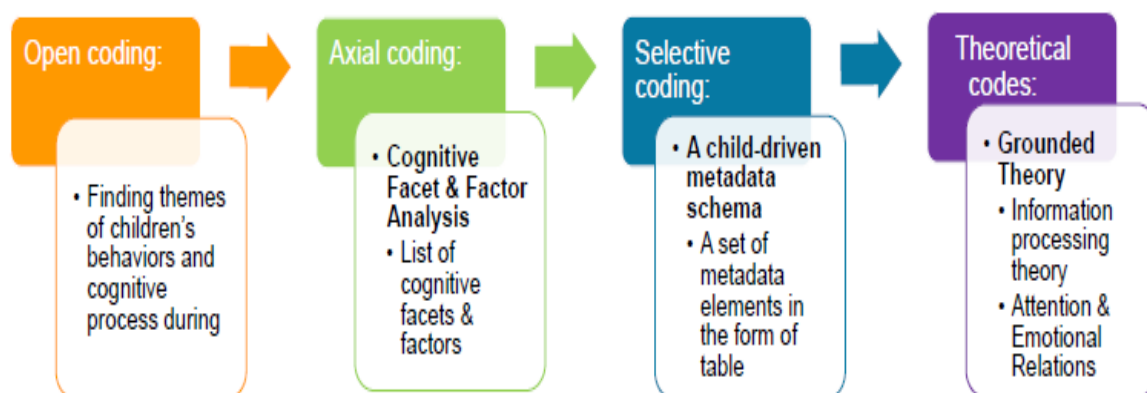 Open coding:
• Finding themes
of children's
behaviors and
cognitive
process during
Axial coding:
• Cognitive
Facet & Factor
Analysis
• List of
cognitive
facets &
factors
Selective
coding:
• A child-driven
metadata
schema
• A set of
metadata
elements in
the form of
table
Theoretical
codes:
• Grounded
Theory
• Information
processing
theory
• Attention &
Emotional
Relations